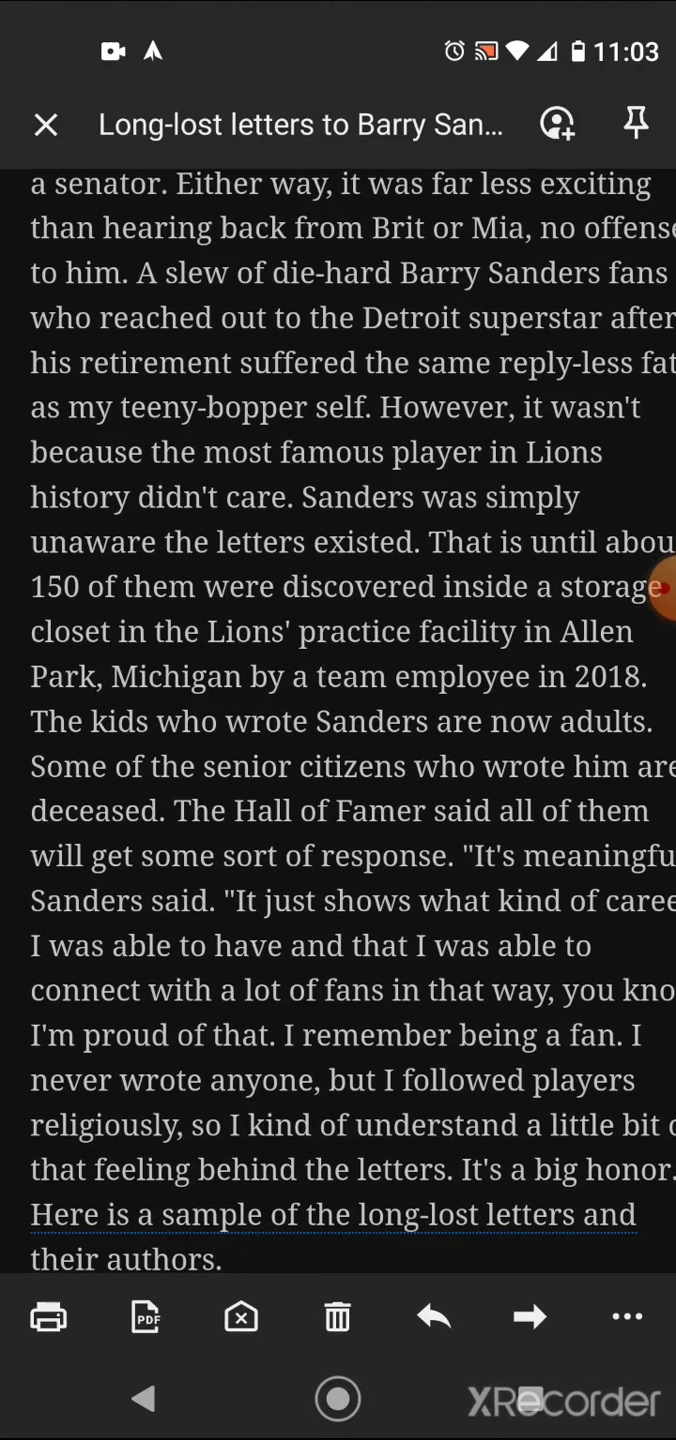 11:03
Long-lost letters to Barry San...
a senator. Either way, it was far less exciting
than hearing back from Brit or Mia, no offense
to him. A slew of die-hard Barry Sanders fans
who reached out to the Detroit superstar after
his retirement suffered the same reply-less fat
as my teeny-bopper self. However, it wasn't
because the most famous player in Lions
history didn't care. Sanders was simply
unaware the letters existed. That is until abou
150 of them were discovered inside a storage
closet in the Lions' practice facility in Allen
Park, Michigan by a team employee in 2018.
The kids who wrote Sanders are now adults.
Some of the senior citizens who wrote him are
deceased. The Hall of Famer said all of them
will get some sort of response. "It's meaningfu
Sanders said. "It just shows what kind of caree
I was able to have and that I was able to
connect with a lot of fans in that way, you kno
I'm proud of that. I remember being a fan. I
never wrote anyone, but I followed players
religiously, so I kind of understand a little bit o
that feeling behind the letters. It's a big honor.
Here is a sample of the long-lost letters and
their authors.
PDF
XRecorder